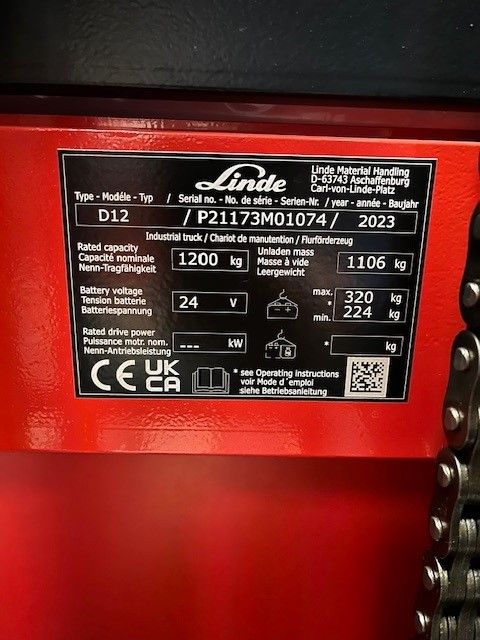 Linde
Linde Material Handling
D-63743 Aschaffenburg
Carl-von-Linde-Platz
Type - Modéle - Typ / Serial no. - No. de série - Serien-Nr. / year - année - Baujahr
D12 / P21173M01074 / 2023
Industrial truck / Chariot de manutention / Flurförderzeug
Rated capacity
Capacité nominale
Nenn-Tragfähigkeit
1200 kg
Unladen mass
Masse à vide
Leergewicht
1106 kg
Battery voltage
Tension batterie
Batteriespannung
24 V
max. 320 kg
*
min. 224 kg
Rated drive power
Puissance motr. nom.
Nenn-Antriebsleistung
--- kW
* kg
CE UK
CA
* see Operating instructions
voir Mode d´emploi
siehe Betriebsanleitung